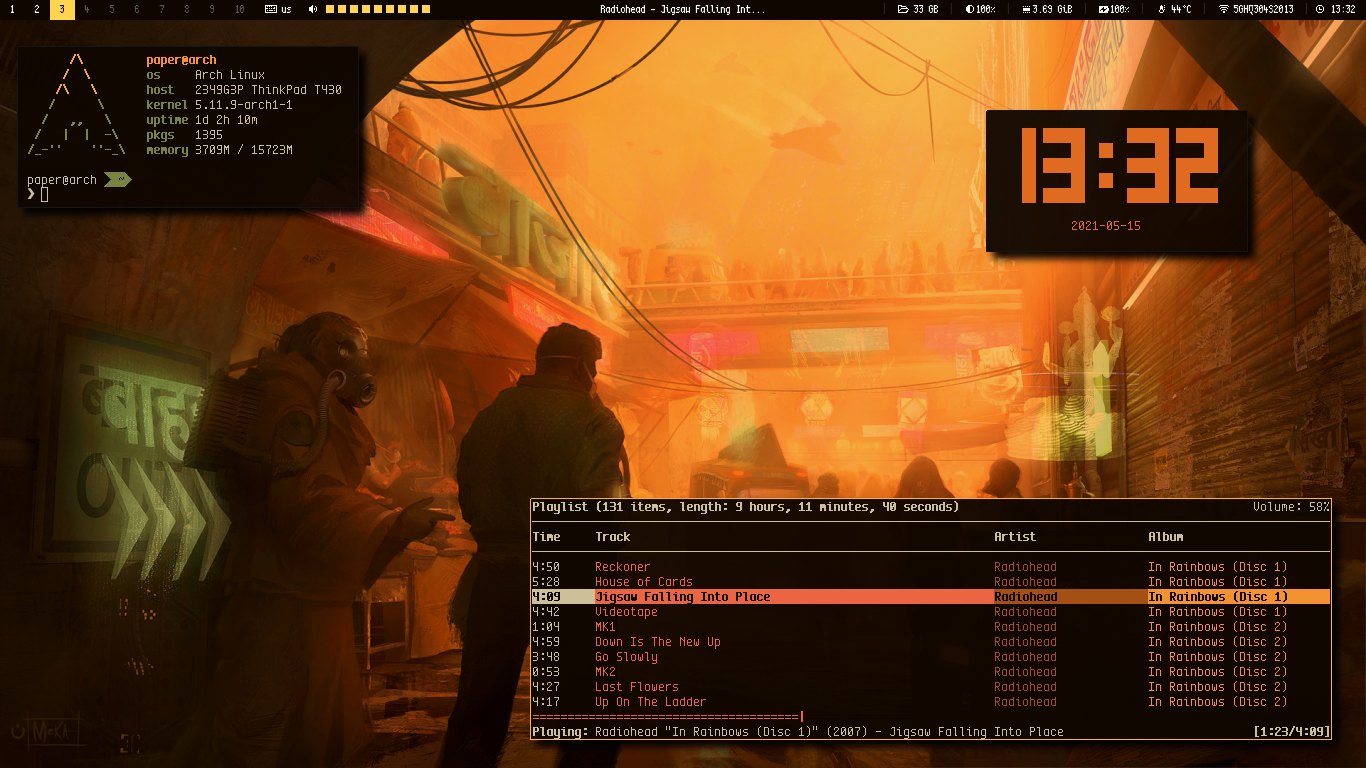 1 2 3 4 5 6 7 8 9 10 us Radiohead - Jigsaw Falling Int... 33 GB 100% 3.69 GiB 100% 44°C 5GHQ304S2013 13:32
paper@arch
os Arch Linux
host 2349G3P ThinkPad T430
kernel 5.11.9-arch1-1
uptime 1d 2h 10m
pkgs 1395
memory 3709M / 15723M
paper@arch ~
❯
13:32
2021-05-15
बाह
Playlist (131 items, length: 9 hours, 11 minutes, 40 seconds) Volume: 58%
Time Track Artist Album
4:50 Reckoner Radiohead In Rainbows (Disc 1)
5:28 House of Cards Radiohead In Rainbows (Disc 1)
4:09 Jigsaw Falling Into Place Radiohead In Rainbows (Disc 1)
4:42 Videotape Radiohead In Rainbows (Disc 1)
1:04 MK1 Radiohead In Rainbows (Disc 2)
4:59 Down Is The New Up Radiohead In Rainbows (Disc 2)
3:48 Go Slowly Radiohead In Rainbows (Disc 2)
0:53 MK2 Radiohead In Rainbows (Disc 2)
4:27 Last Flowers Radiohead In Rainbows (Disc 2)
4:17 Up On The Ladder Radiohead In Rainbows (Disc 2)
Playing: Radiohead "In Rainbows (Disc 1)" (2007) - Jigsaw Falling Into Place [1:23/4:09]
MeKA